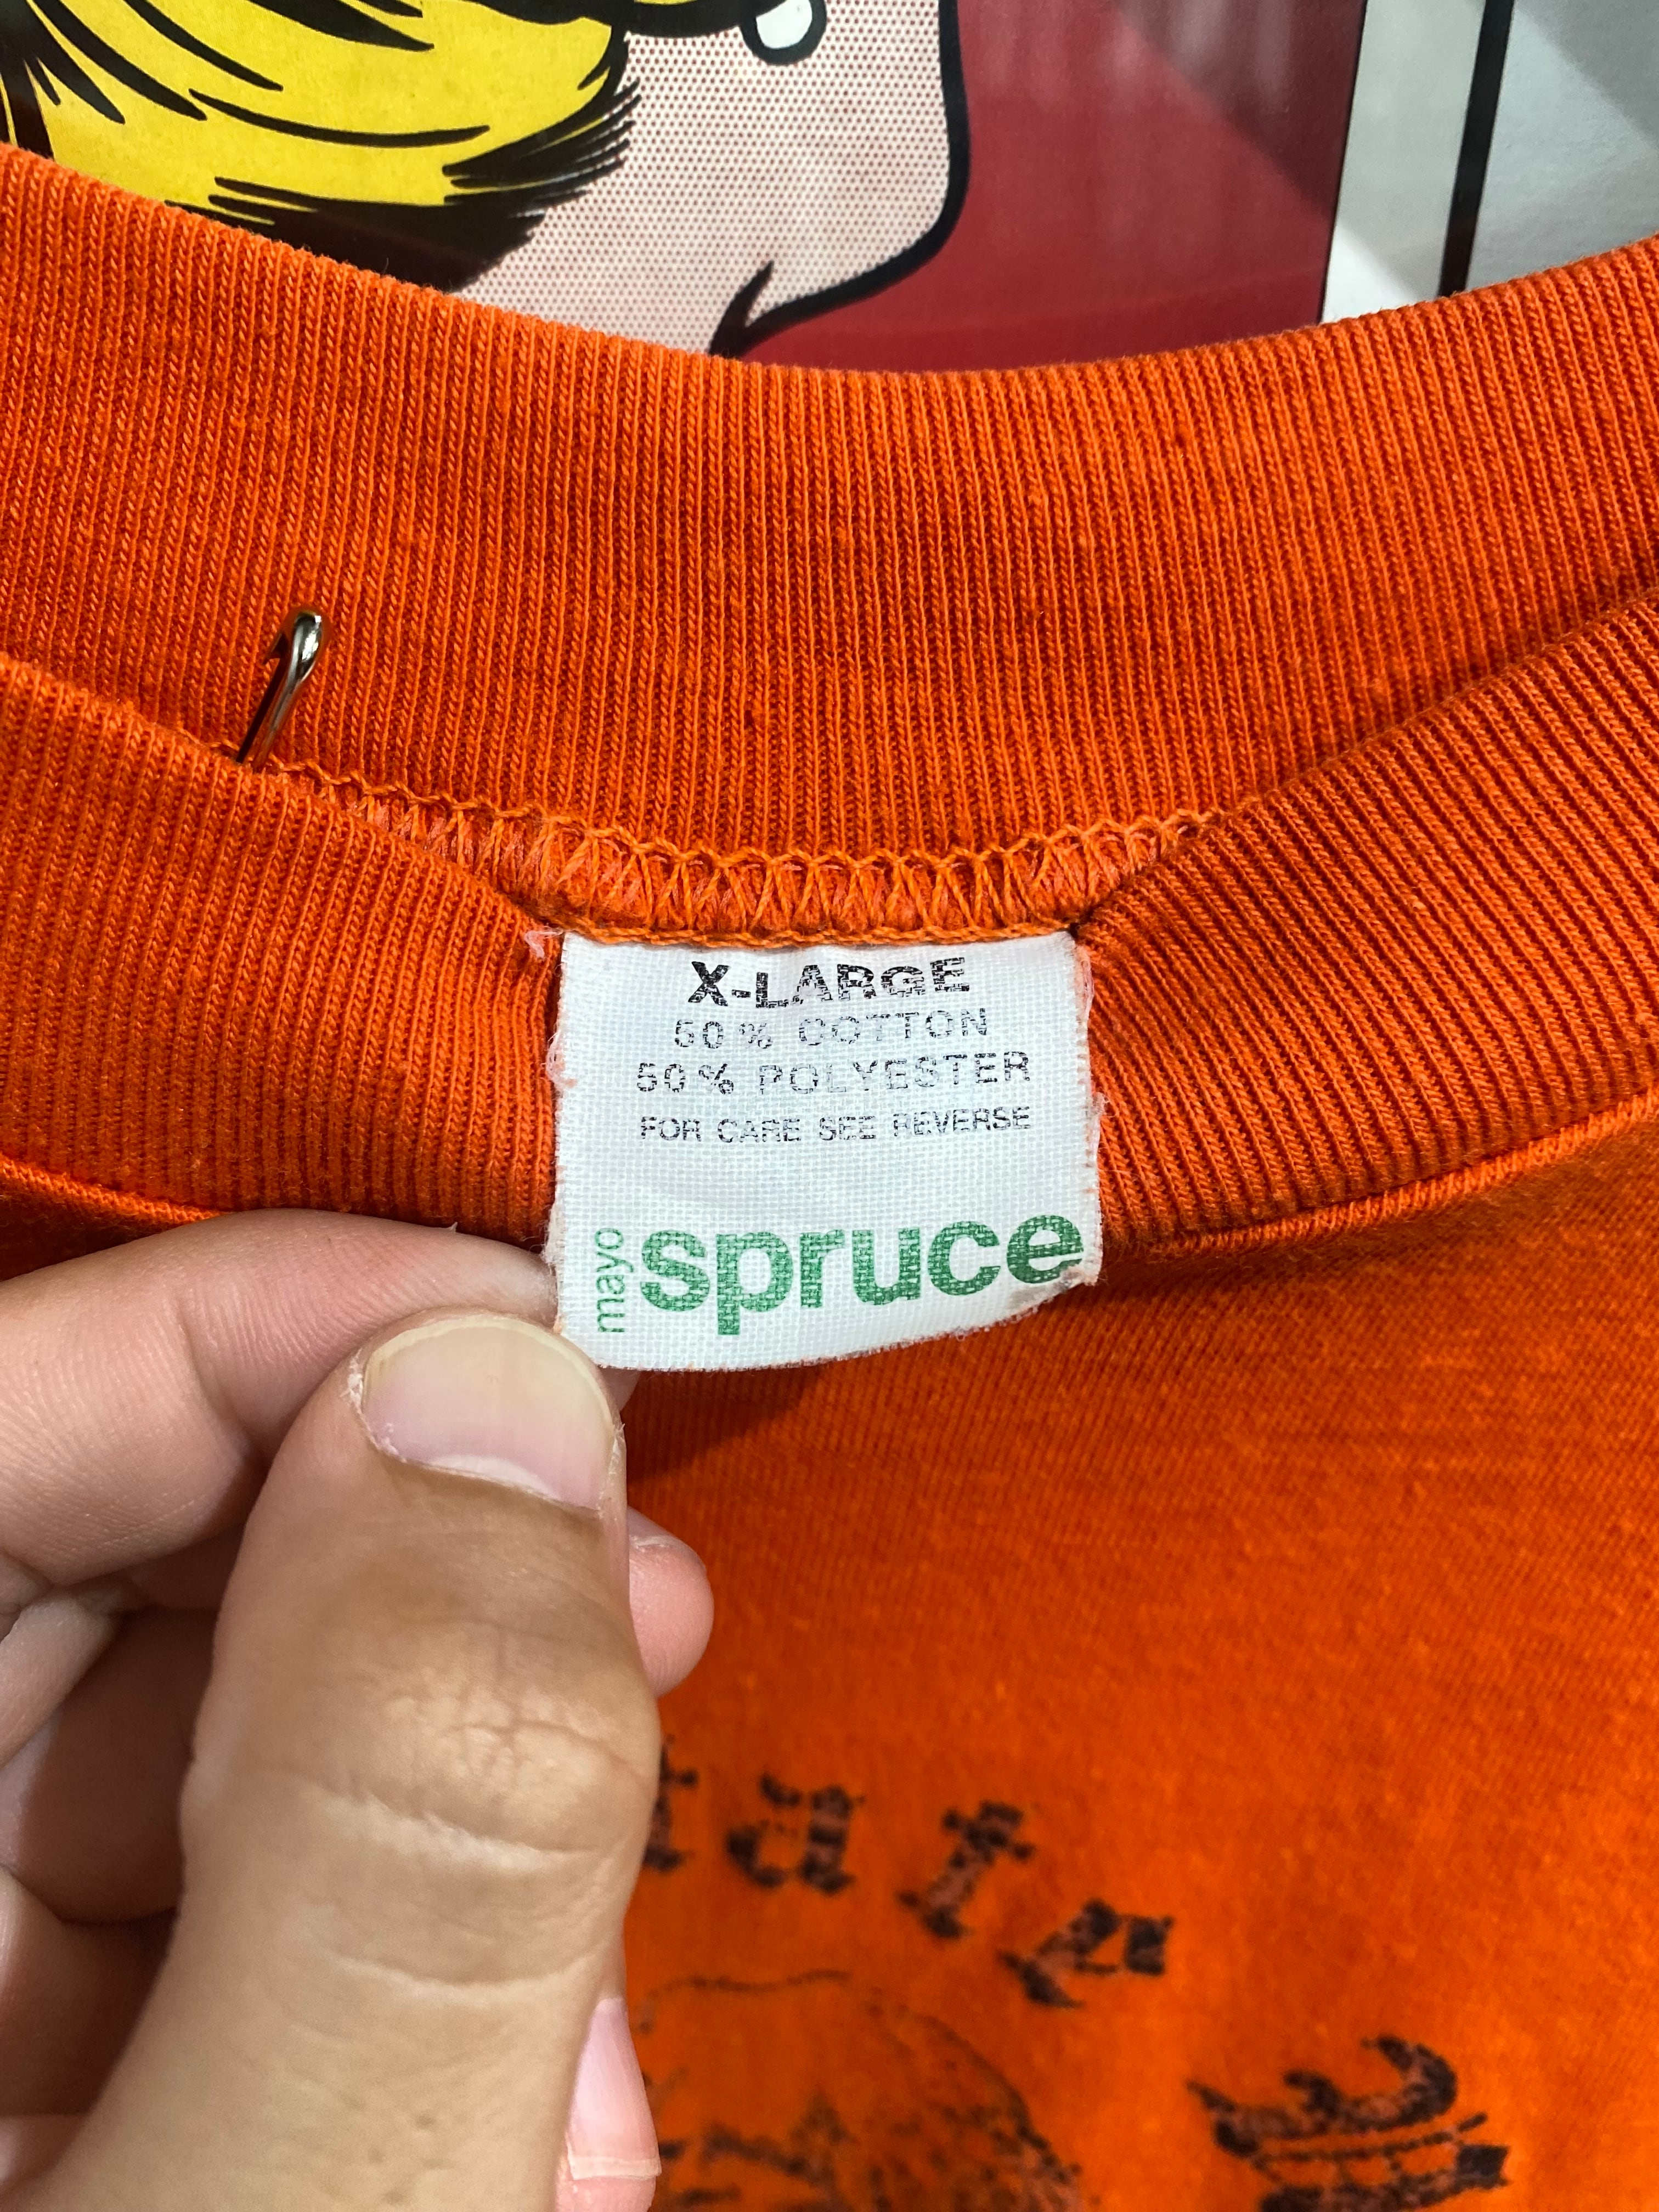 X-LARGE
50% COTTON
50% POLYESTER
FOR CARE SEE REVERSE
mayo spruce